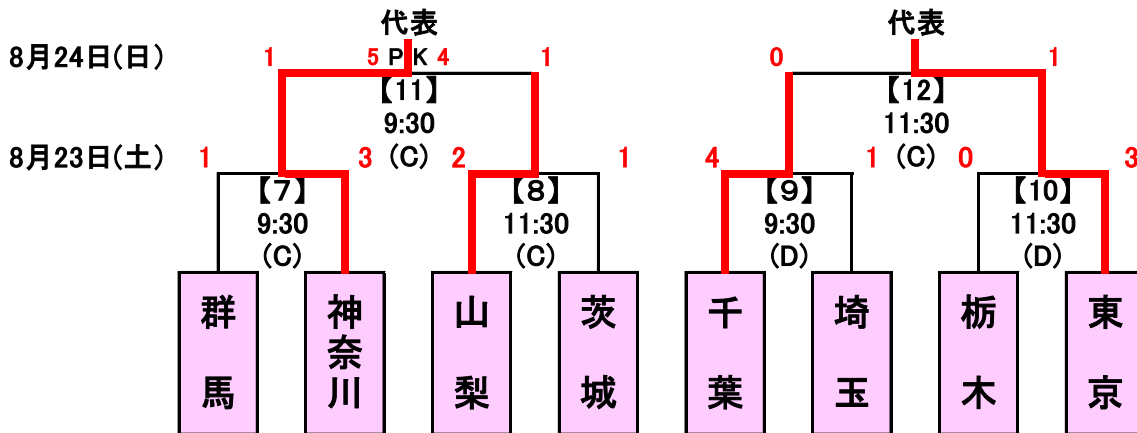 代表 代表
8月24日(日) 1 5 PK 4 1 0 1
【11】 【12】
9:30 11:30
8月23日(土) 1 3 (C) 2 1 4 1 (C) 0 3
【7】 【8】 【9】 【10】
9:30 11:30 9:30 11:30
(C) (C) (D) (D)
群馬 神奈川 山梨 茨城 千葉 埼玉 栃木 東京